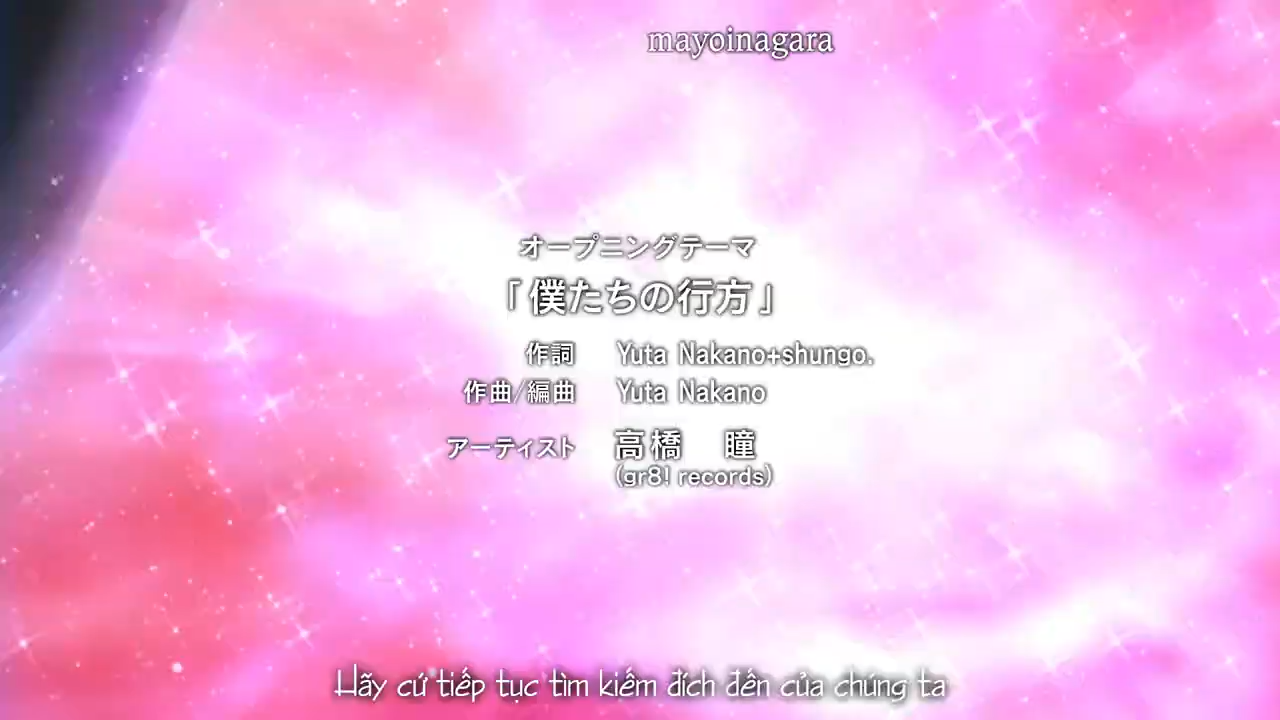 mayoinagara
オープニングテーマ
「僕たちの行方」
作詞 Yuta Nakano+shungo.
作曲/編曲 Yuta Nakano
アーティスト 高橋 瞳
(gr8! records)
Hãy cứ tiếp tục tìm kiếm đích đến của chúng ta